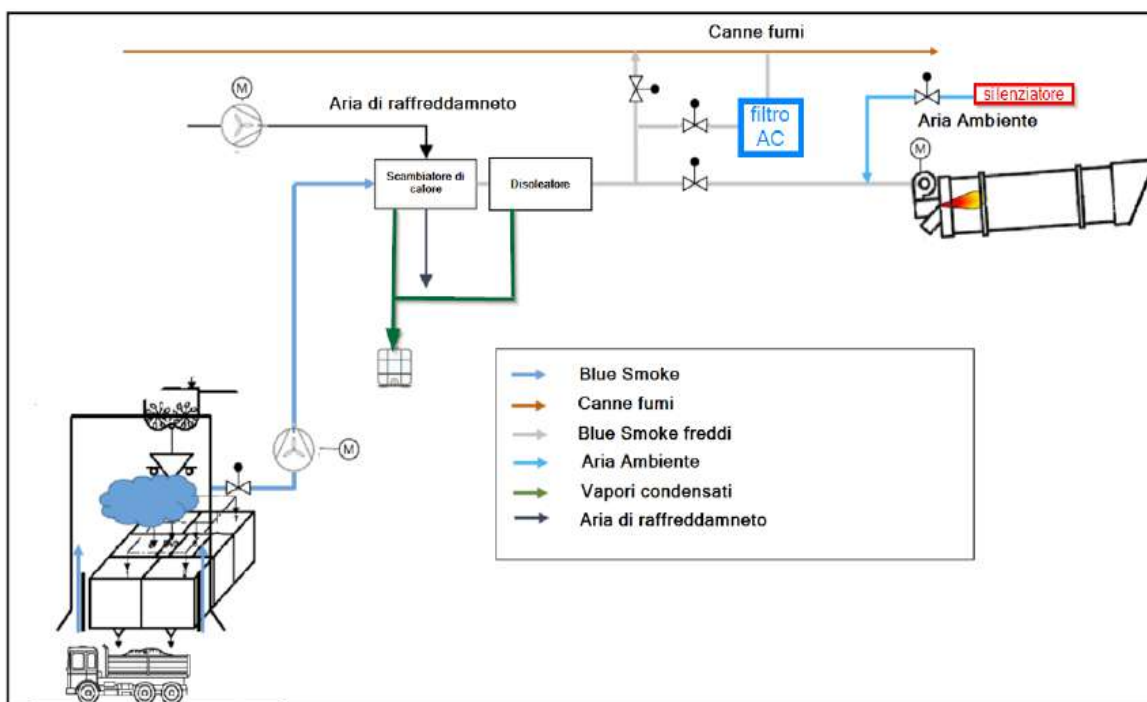 Canne fumi
M
Aria di raffreddamneto
filtro
AC
silenziatore
Aria Ambiente
M
Scambiatore di
calore
Disoleatore
Blue Smoke
Canne fumi
Blue Smoke freddi
Aria Ambiente
Vapori condensati
Aria di raffreddamneto
M